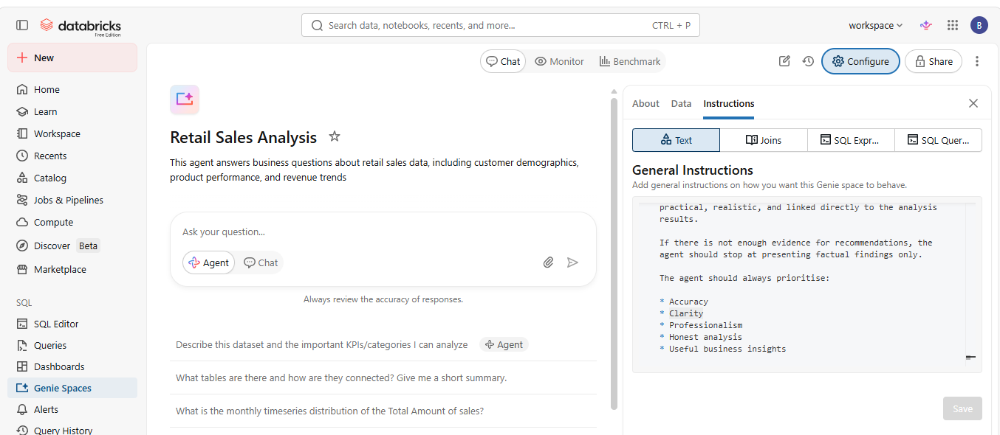 databricks
Free Edition
Search data, notebooks, recents, and more...
CTRL + P
workspace
B
New
Home
Learn
Workspace
Recents
Catalog
Jobs & Pipelines
Compute
Discover Beta
Marketplace
SQL
SQL Editor
Queries
Dashboards
Genie Spaces
Alerts
Query History
Chat
Monitor
Benchmark
Configure
Share
Retail Sales Analysis
This agent answers business questions about retail sales data, including customer demographics,
product performance, and revenue trends
Ask your question...
Agent
Chat
Always review the accuracy of responses.
Describe this dataset and the important KPIs/categories I can analyze
Agent
What tables are there and how are they connected? Give me a short summary.
What is the monthly timeseries distribution of the Total Amount of sales?
About
Data
Instructions
Text
Joins
SQL Expr...
SQL Quer...
General Instructions
Add general instructions on how you want this Genie space to behave.
practical, realistic, and linked directly to the analysis
results.
If there is not enough evidence for recommendations, the
agent should stop at presenting factual findings only.
The agent should always prioritise:
* Accuracy
* Clarity
* Professionalism
* Honest analysis
* Useful business insights
Save